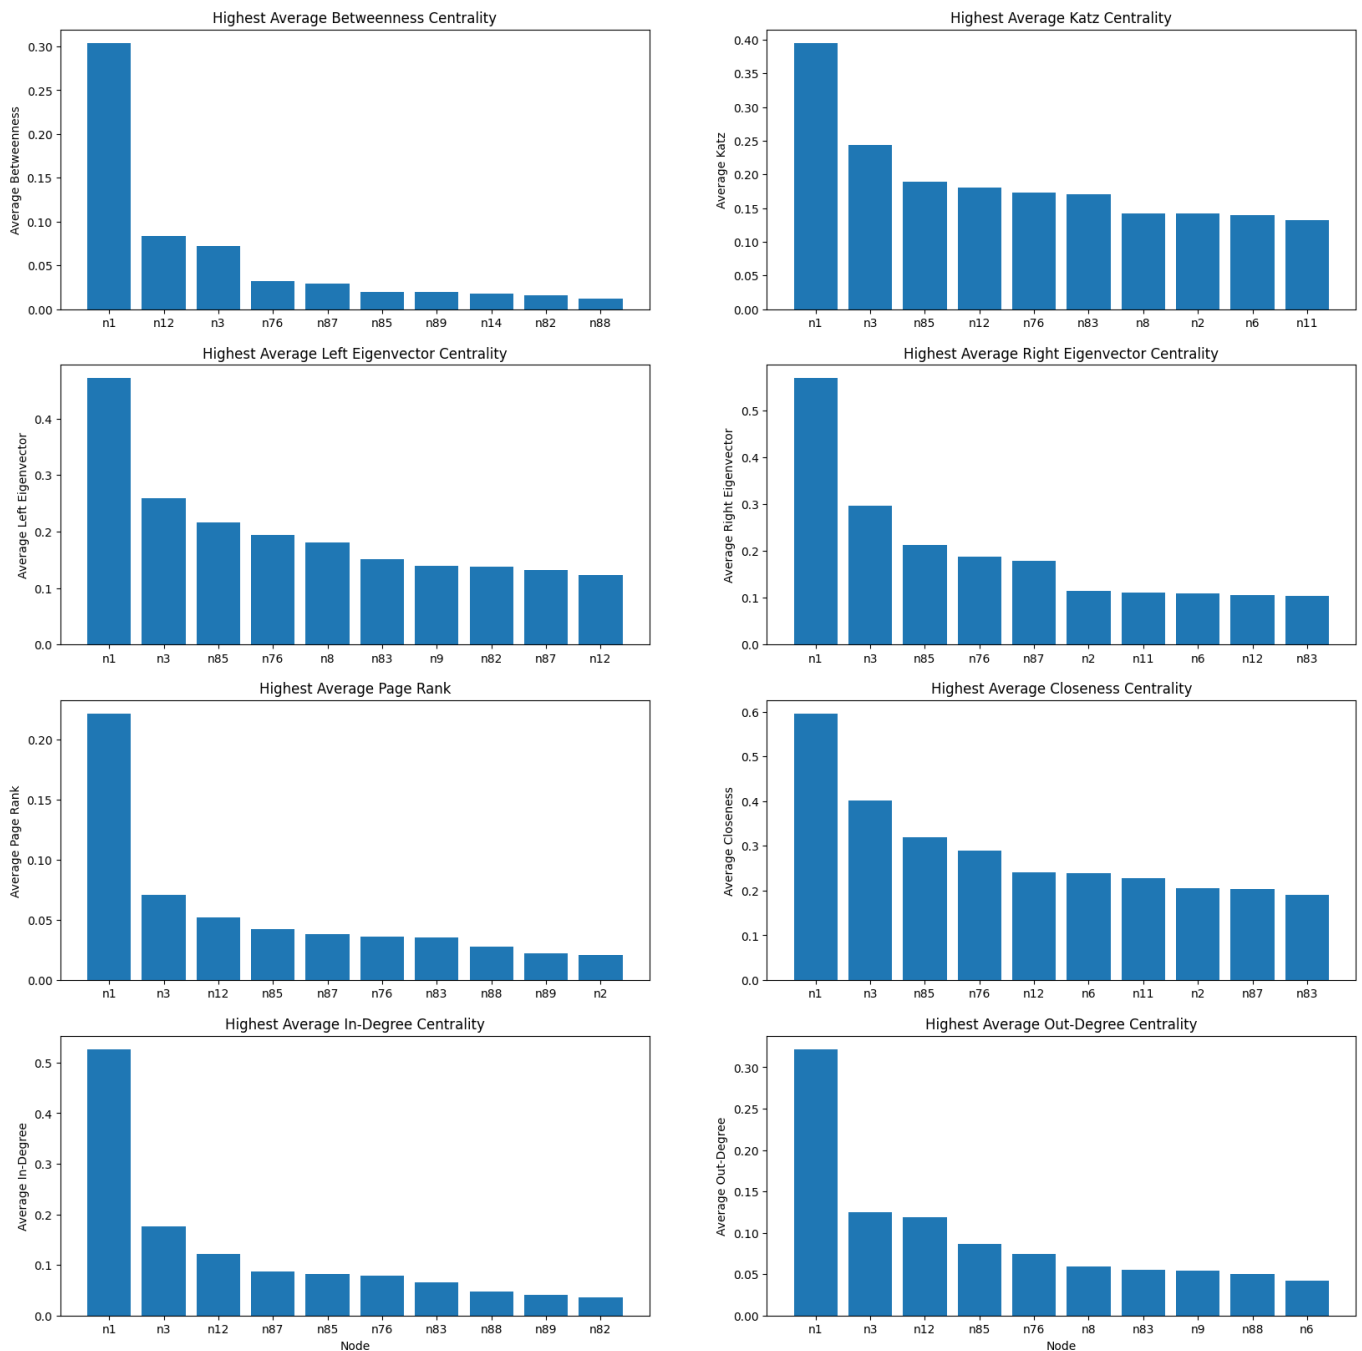 Highest Average Betweenness Centrality
Average Betweenness
0.30
0.25
0.20
0.15
0.10
0.05
0.00
n1 n12 n3 n76 n87 n85 n89 n14 n82 n88
Highest Average Katz Centrality
Average Katz
0.40
0.35
0.30
0.25
0.20
0.15
0.10
0.05
0.00
n1 n3 n85 n12 n76 n83 n8 n2 n6 n11
Highest Average Left Eigenvector Centrality
Average Left Eigenvector
0.4
0.3
0.2
0.1
0.0
n1 n3 n85 n76 n8 n83 n9 n82 n87 n12
Highest Average Right Eigenvector Centrality
Average Right Eigenvector
0.5
0.4
0.3
0.2
0.1
0.0
n1 n3 n85 n76 n87 n2 n11 n6 n12 n83
Highest Average Page Rank
Average Page Rank
0.20
0.15
0.10
0.05
0.00
n1 n3 n12 n85 n87 n76 n83 n88 n89 n2
Highest Average Closeness Centrality
Average Closeness
0.6
0.5
0.4
0.3
0.2
0.1
0.0
n1 n3 n85 n76 n12 n6 n11 n2 n87 n83
Highest Average In-Degree Centrality
Average In-Degree
0.5
0.4
0.3
0.2
0.1
0.0
n1 n3 n12 n87 n85 n76 n83 n88 n89 n82
Node
Highest Average Out-Degree Centrality
Average Out-Degree
0.30
0.25
0.20
0.15
0.10
0.05
0.00
n1 n3 n12 n85 n76 n8 n83 n9 n88 n6
Node